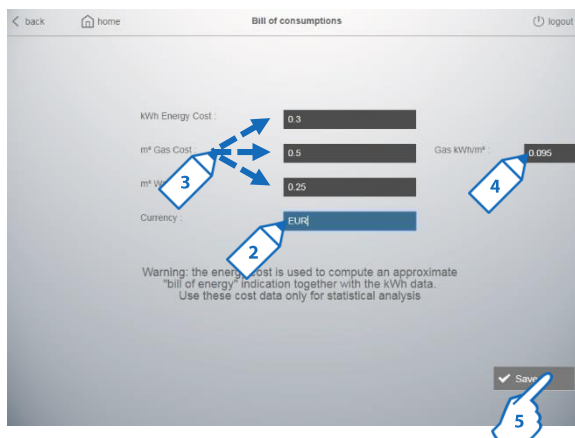 back home Bill of consumptions logout
kWh Energy Cost : 0.3
m³ Gas Cost 0.5 Gas kWh/m³ : 0.095
3 m³ 0.25 4
Currency : EUR
2
Warning: the energy cost is used to compute an approximate
"bill of energy" indication together with the kWh data.
Use these cost data only for statistical analysis
Save
5